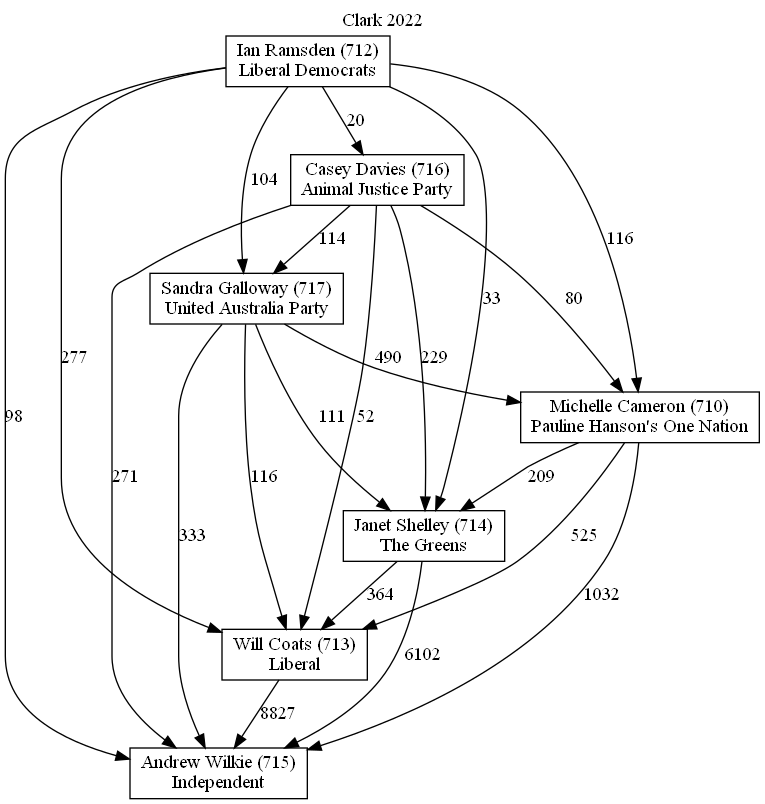 Clark 2022
Ian Ramsden (712)
Liberal Democrats
20
Casey Davies (716)
Animal Justice Party
104
114
116
Sandra Galloway (717)
United Australia Party
33
80
277
490
229
98
111
52
Michelle Cameron (710)
Pauline Hanson's One Nation
271
116
209
333
Janet Shelley (714)
The Greens
525
364
1032
Will Coats (713)
Liberal
6102
8827
Andrew Wilkie (715)
Independent